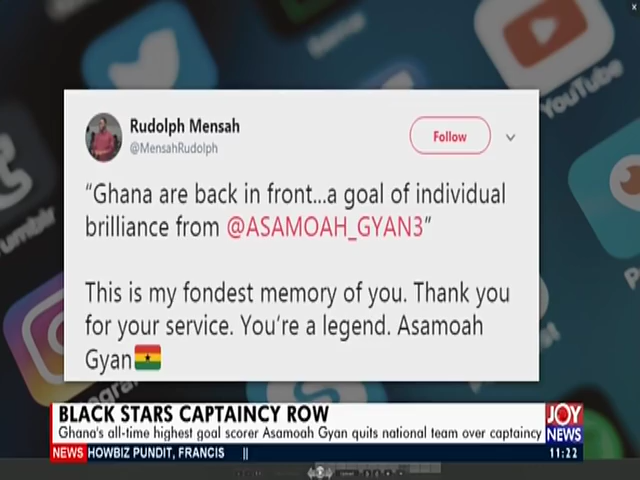 YouTube
Rudolph Mensah
@MensahRudolph
Follow
“Ghana are back in front...a goal of individual
brilliance from @ASAMOAH_GYAN3”
This is my fondest memory of you. Thank you
for your service. You’re a legend. Asamoah
Gyan
BLACK STARS CAPTAINCY ROW
Ghana's all-time highest goal scorer Asamoah Gyan quits national team over captaincy
JOY
NEWS
NEWS HOWBIZ PUNDIT, FRANCIS ||
11:22